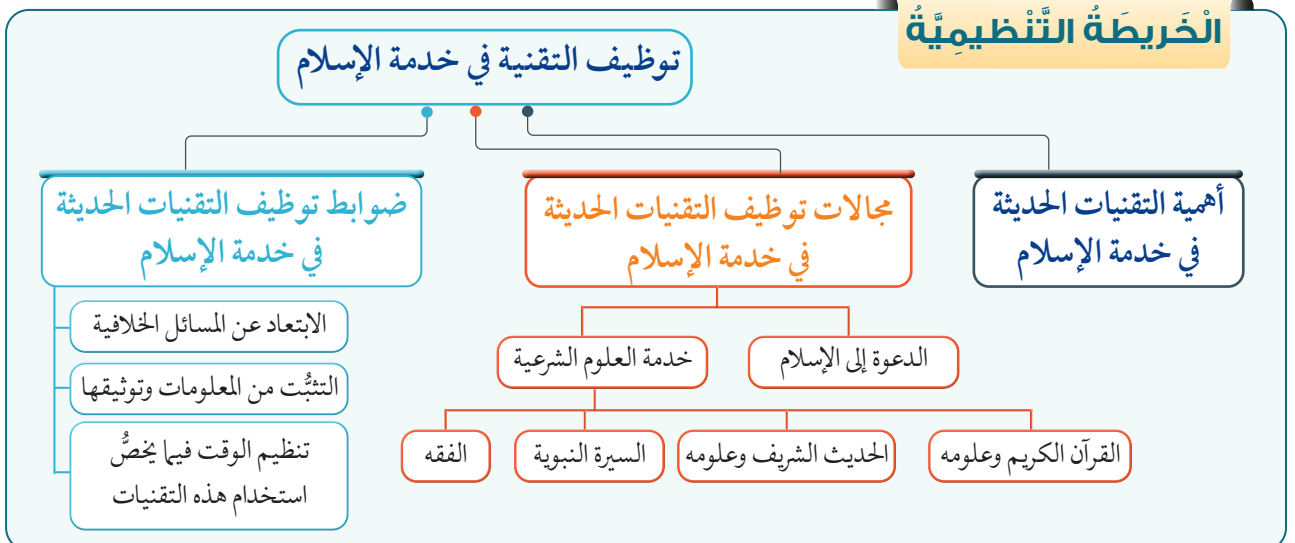 الْخَريطَةُ التَّنْظيمِيَّةُ
توظيف التقنية في خدمة الإسلام
أهمية التقنيات الحديثة
في خدمة الإسلام
مجالات توظيف التقنيات الحديثة
في خدمة الإسلام
الدعوة إلى الإسلام
خدمة العلوم الشرعية
القرآن الكريم وعلومه
الحديث الشريف وعلومه
السيرة النبوية
الفقه
ضوابط توظيف التقنيات الحديثة
في خدمة الإسلام
الابتعاد عن المسائل الخلافية
التثبُّت من المعلومات وتوثيقها
تنظيم الوقت فيما يخصُّ
استخدام هذه التقنيات